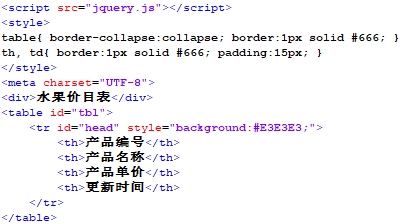 <script src="jquery.js"></script>
<style>
table{ border-collapse:collapse; border:1px solid #666; }
th, td{ border:1px solid #666; padding:15px; }
</style>
<meta charset="UTF-8">
<div>水果价目表</div>
<table id="tbl">
    <tr id="head" style="background:#E3E3E3;">
        <th>产品编号</th>
        <th>产品名称</th>
        <th>产品单价</th>
        <th>更新时间</th>
    </tr>
</table>